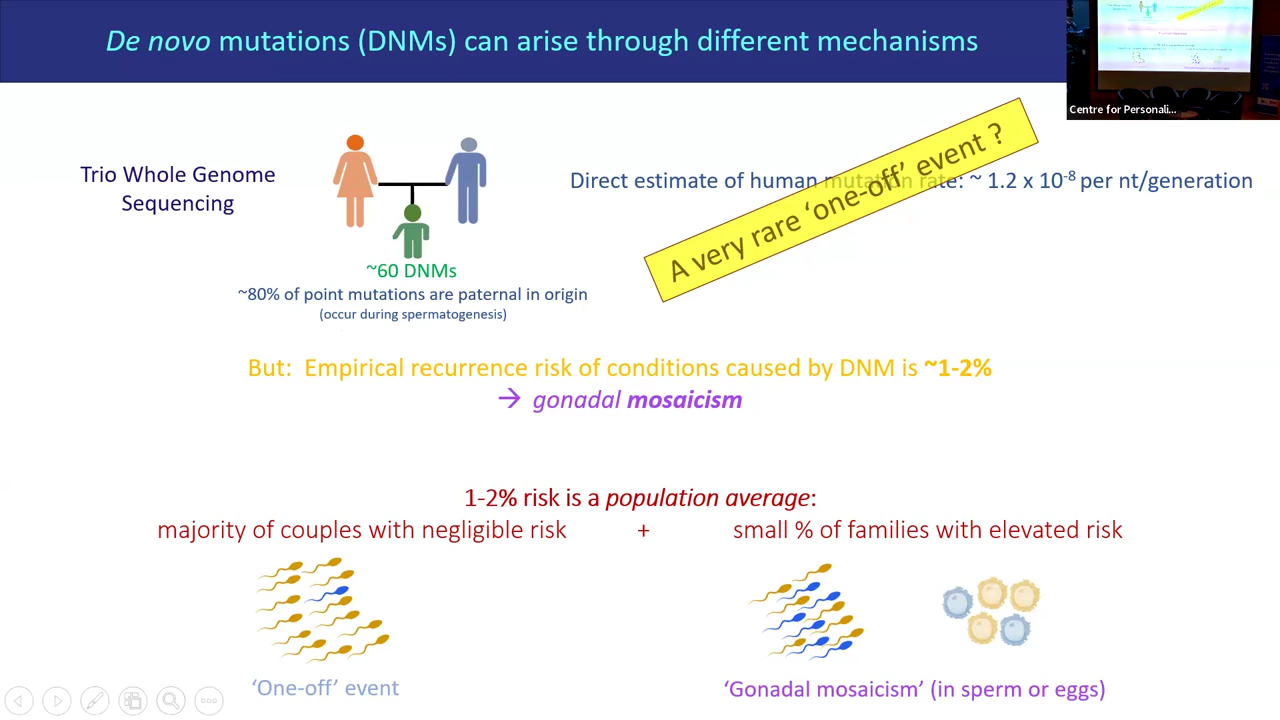 De novo mutations (DNMs) can arise through different mechanisms
Centre for Personali...
Trio Whole Genome
Sequencing
Direct estimate of human mutation rate: ~ 1.2 x 10-8 per nt/generation
A very rare ‘one-off’ event ?
~60 DNMs
~80% of point mutations are paternal in origin
(occur during spermatogenesis)
But: Empirical recurrence risk of conditions caused by DNM is ~1-2%
→ gonadal mosaicism
1-2% risk is a population average:
majority of couples with negligible risk + small % of families with elevated risk
‘One-off’ event
‘Gonadal mosaicism’ (in sperm or eggs)